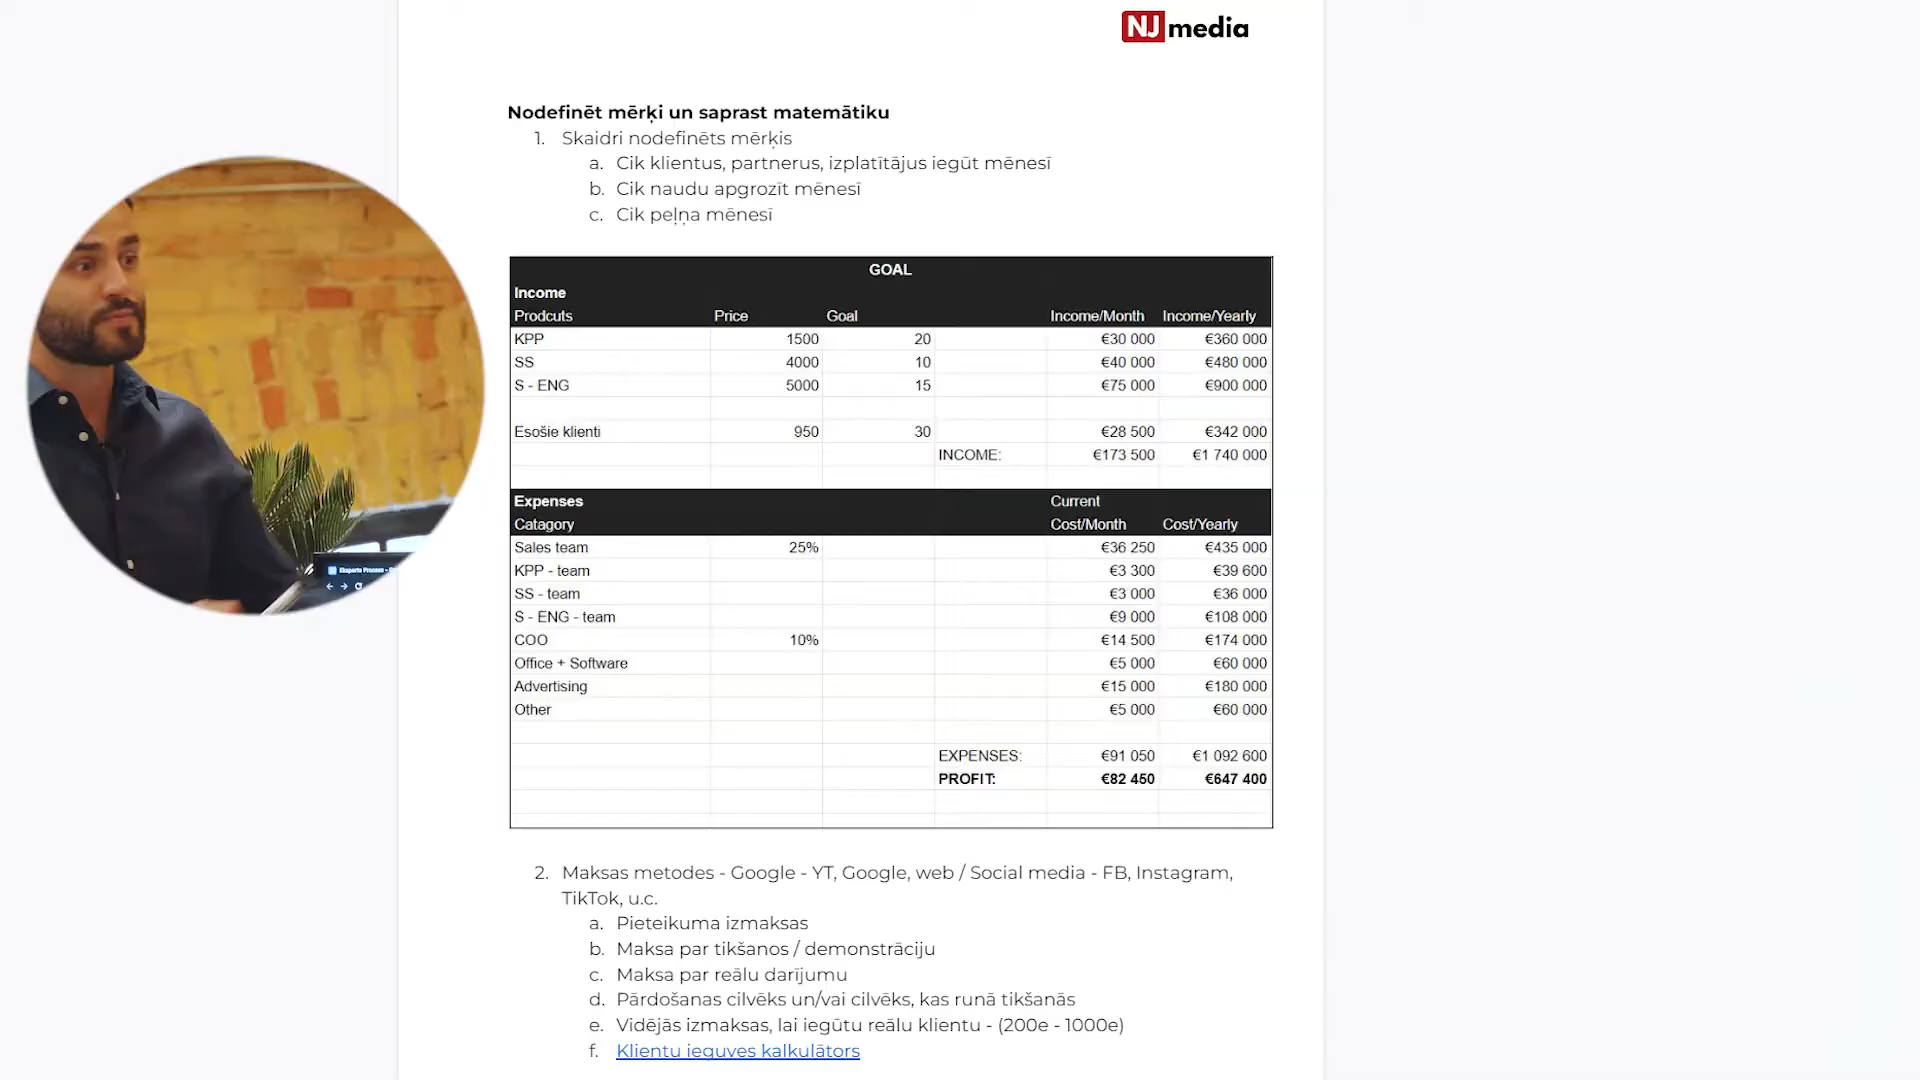 NJ media
Nodefinēt mērķi un saprast matemātiku
1. Skaidri nodefinēts mērķis
a. Cik klientus, partnerus, izplatītājus iegūt mēnesī
b. Cik naudu apgrozīt mēnesī
c. Cik peļņa mēnesī
GOAL
Income
Prodcuts Price Goal Income/Month Income/Yearly
KPP 1500 20 €30 000 €360 000
SS 4000 10 €40 000 €480 000
S - ENG 5000 15 €75 000 €900 000
Esošie klienti 950 30 €28 500 €342 000
INCOME: €173 500 €1 740 000
Expenses Current
Catagory Cost/Month Cost/Yearly
Sales team 25% €36 250 €435 000
KPP - team €3 300 €39 600
SS - team €3 000 €36 000
S - ENG - team €9 000 €108 000
COO 10% €14 500 €174 000
Office + Software €5 000 €60 000
Advertising €15 000 €180 000
Other €5 000 €60 000
EXPENSES: €91 050 €1 092 600
PROFIT: €82 450 €647 400
2. Maksas metodes - Google - YT, Google, web / Social media - FB, Instagram,
TikTok, u.c.
a. Pieteikuma izmaksas
b. Maksa par tikšanos / demonstrāciju
c. Maksa par reālu darījumu
d. Pārdošanas cilvēks un/vai cilvēks, kas runā tikšanās
e. Vidējās izmaksas, lai iegūtu reālu klientu - (200e - 1000e)
f. Klientu ieguves kalkulātors